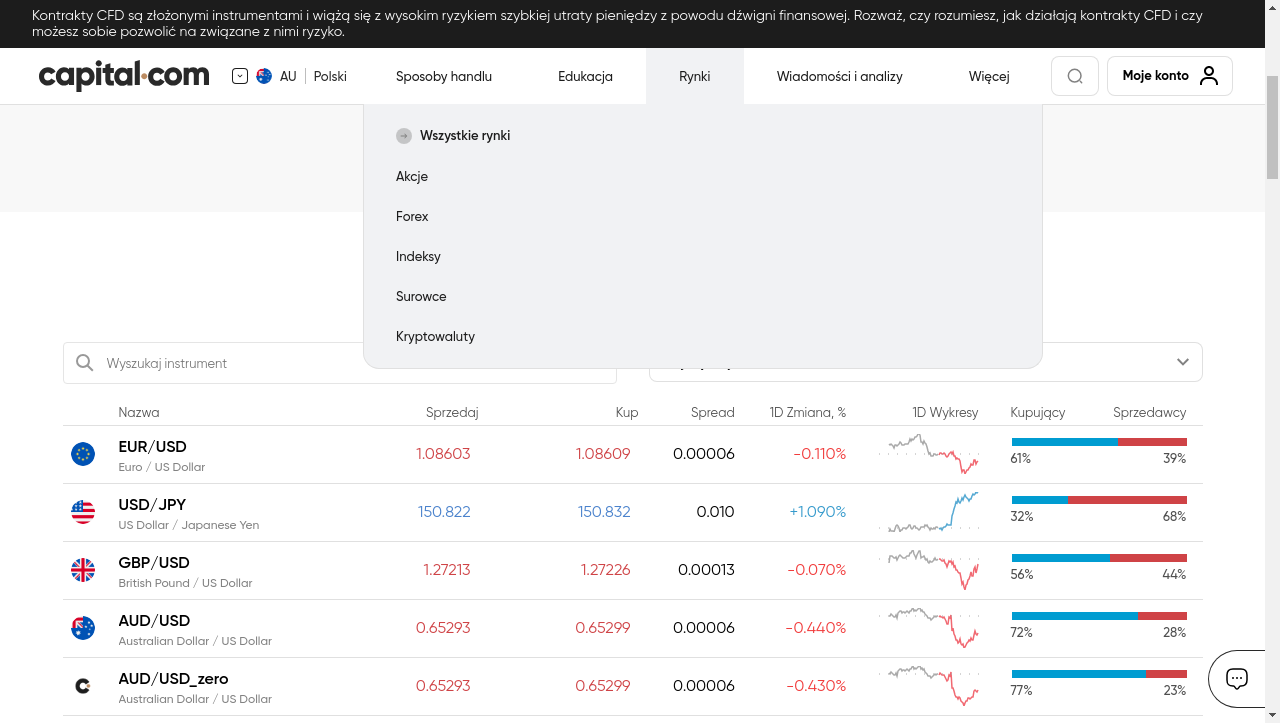 Kontrakty CFD są złożonymi instrumentami i wiążą się z wysokim ryzykiem szybkiej utraty pieniędzy z powodu dźwigni finansowej. Rozważ, czy rozumiesz, jak działają kontrakty CFD i czy
możesz sobie pozwolić na związane z nimi ryzyko.
capital.com AU Polski Sposoby handlu Edukacja Rynki Wiadomości i analizy Więcej Moje konto
Wszystkie rynki
Akcje
Forex
Indeksy
Surowce
Kryptowaluty
Wyszukaj instrument
Nazwa Sprzedaj Kup Spread 1D Zmiana, % 1D Wykresy Kupujący Sprzedawcy
EUR/USD 1.08603 1.08609 0.00006 -0.110%
Euro / US Dollar 61% 39%
USD/JPY 150.822 150.832 0.010 +1.090%
US Dollar / Japanese Yen 32% 68%
GBP/USD 1.27213 1.27226 0.00013 -0.070%
British Pound / US Dollar 56% 44%
AUD/USD 0.65293 0.65299 0.00006 -0.440%
Australian Dollar / US Dollar 72% 28%
AUD/USD_zero 0.65293 0.65299 0.00006 -0.430%
Australian Dollar / US Dollar 77% 23%